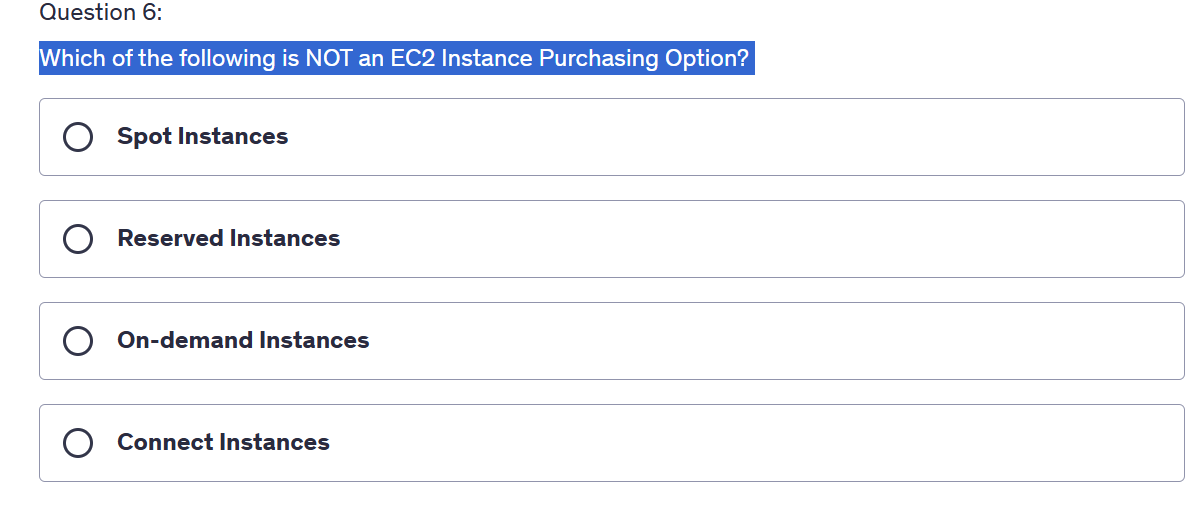 Question 6:
Which of the following is NOT an EC2 Instance Purchasing Option?
Spot Instances
Reserved Instances
On-demand Instances
Connect Instances